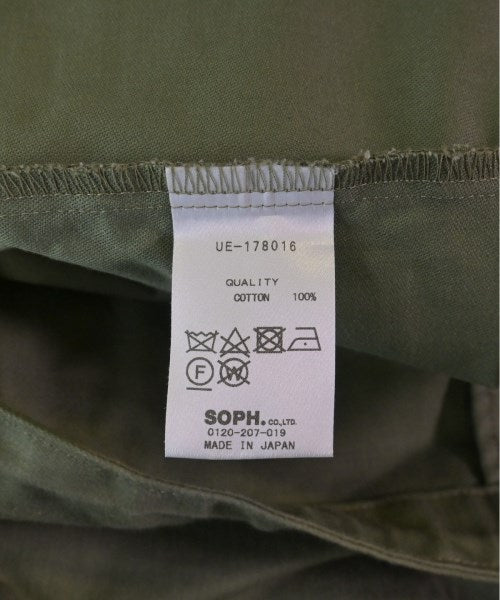 UE-178016
QUALITY
COTTON 100%
F W
SOPH. CO.,LTD.
0120-207-019
MADE IN JAPAN